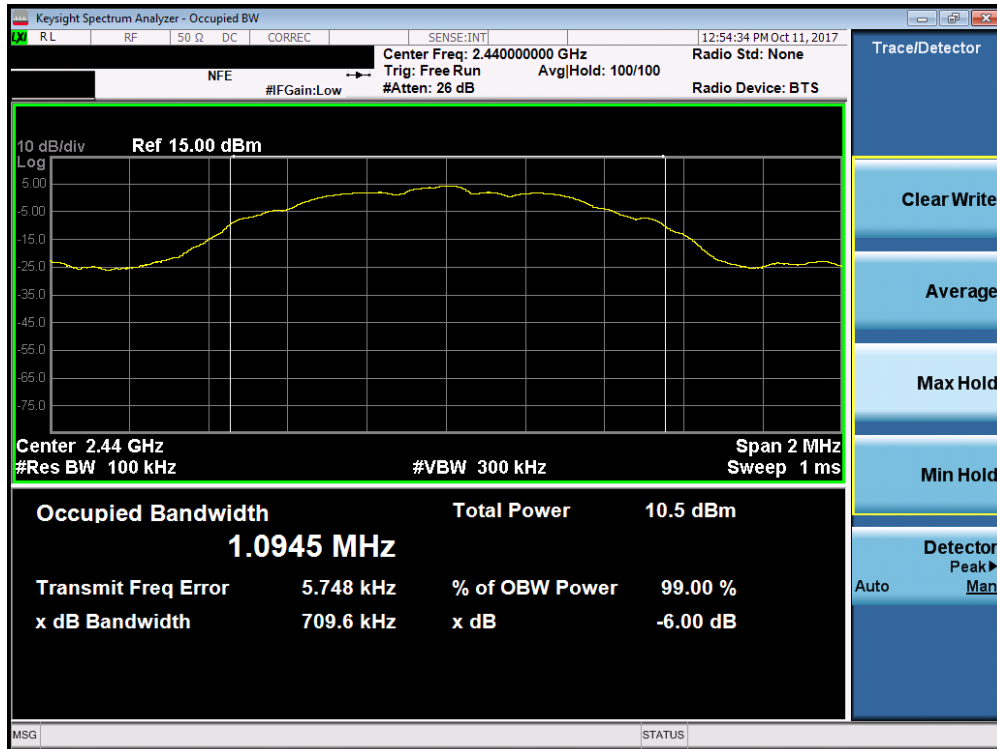 Keysight Spectrum Analyzer - Occupied BW
LXI RL RF 50 Ω DC CORREC SENSE:INT 12:54:34 PM Oct 11, 2017
Center Freq: 2.440000000 GHz Radio Std: None
NFE Trig: Free Run Avg|Hold: 100/100
#IFGain:Low #Atten: 26 dB Radio Device: BTS
Trace/Detector
10 dB/div Ref 15.00 dBm
Log
5.00
-5.00
-15.0
-25.0
-35.0
-45.0
-55.0
-65.0
-75.0
Center 2.44 GHz Span 2 MHz
#Res BW 100 kHz #VBW 300 kHz Sweep 1 ms
Occupied Bandwidth Total Power 10.5 dBm
1.0945 MHz
Transmit Freq Error 5.748 kHz % of OBW Power 99.00 %
x dB Bandwidth 709.6 kHz x dB -6.00 dB
Clear Write
Average
Max Hold
Min Hold
Detector
Peak
Auto Man
MSG STATUS